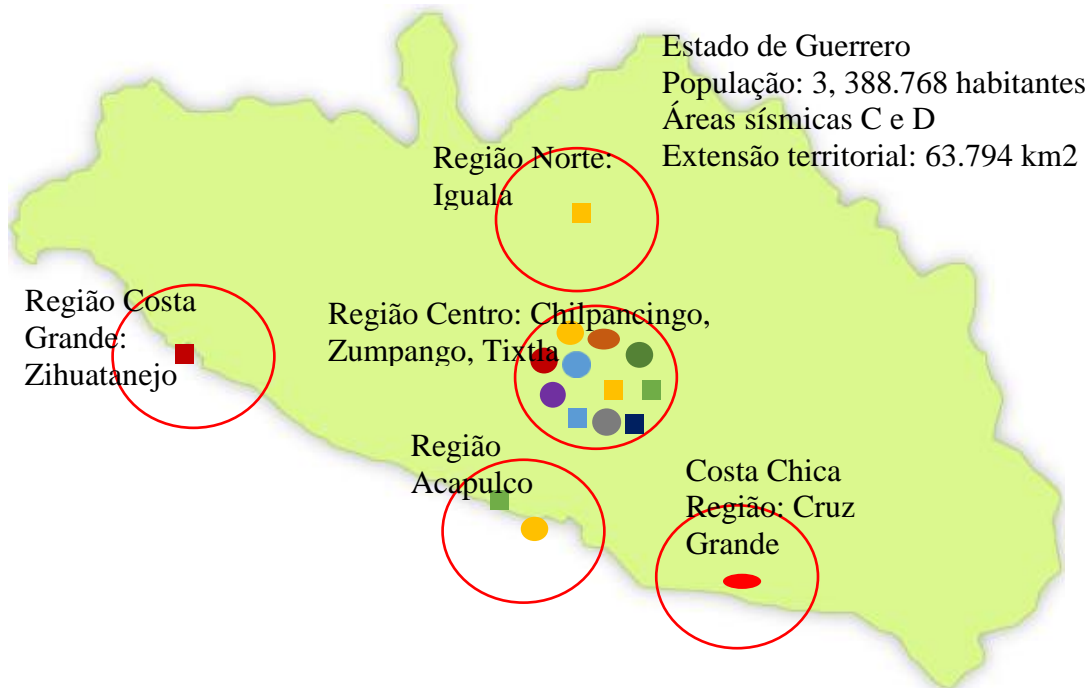 Estado de Guerrero
População: 3, 388.768 habitantes
Áreas sísmicas C e D
Extensão territorial: 63.794 km2
Região Norte:
Iguala
Região Costa
Grande:
Zihuatanejo
Região Centro: Chilpancingo,
Zumpango, Tixtla
Região
Acapulco
Costa Chica
Região: Cruz
Grande